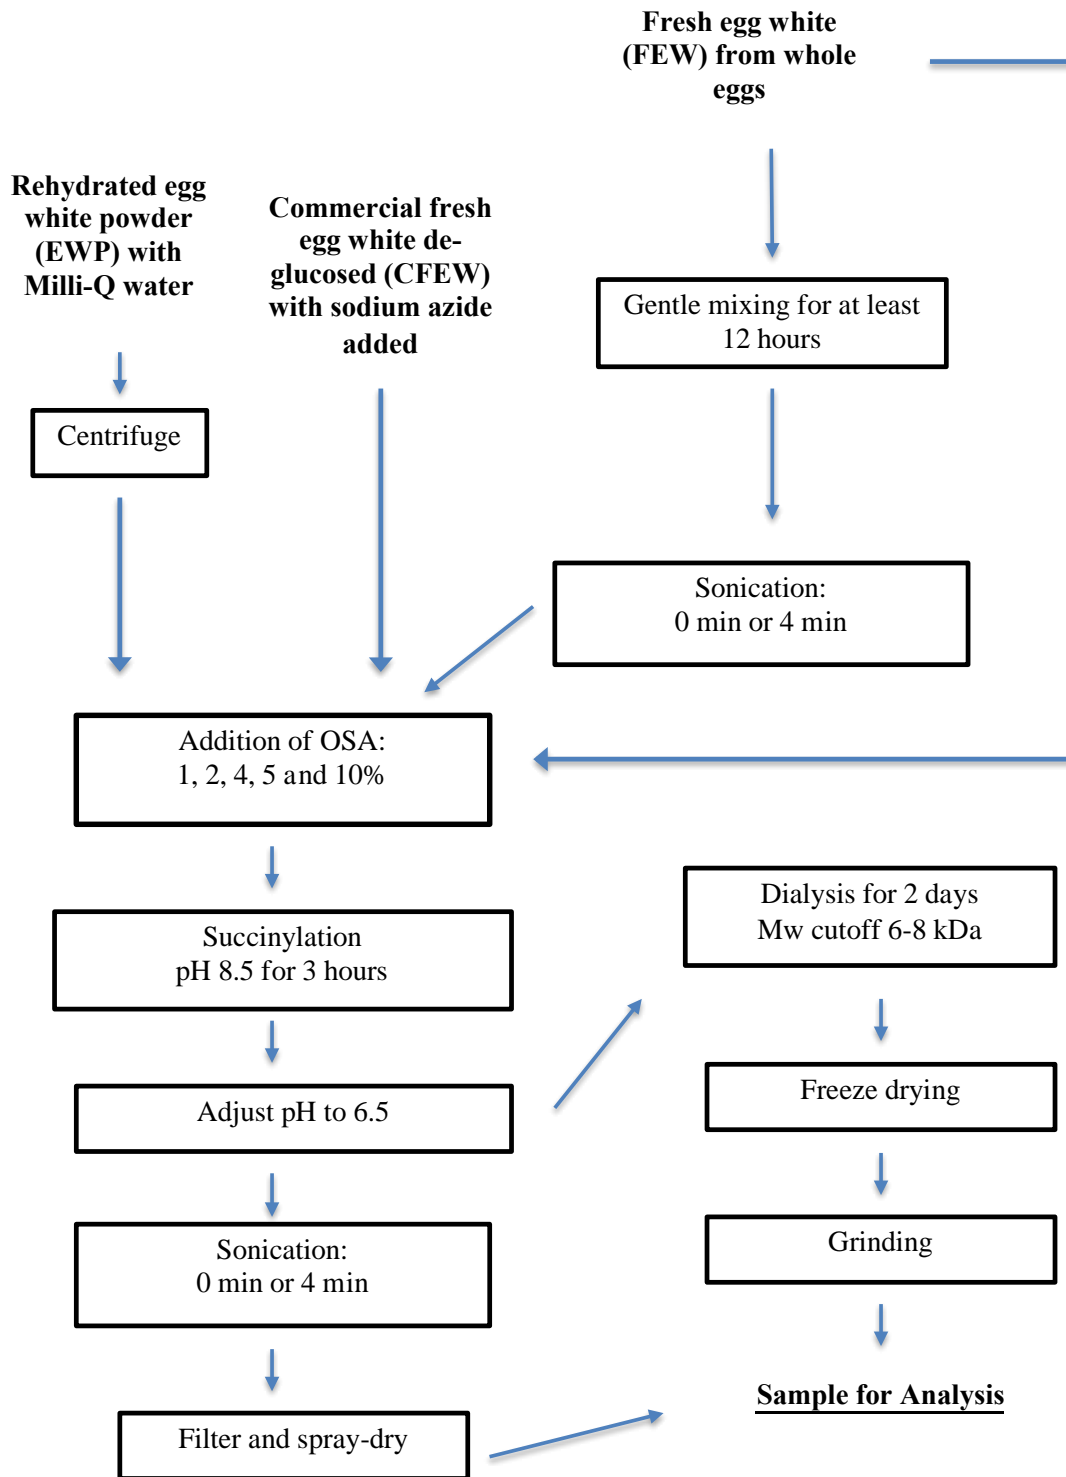 Fresh egg white
(FEW) from whole
eggs
Rehydrated egg
white powder
(EWP) with
Milli-Q water
Commercial fresh
egg white de-
glucosed (CFEW)
with sodium azide
added
Gentle mixing for at least
12 hours
Centrifuge
Sonication:
0 min or 4 min
Addition of OSA:
1, 2, 4, 5 and 10%
Succinylation
pH 8.5 for 3 hours
Adjust pH to 6.5
Sonication:
0 min or 4 min
Filter and spray-dry
Dialysis for 2 days
Mw cutoff 6-8 kDa
Freeze drying
Grinding
Sample for Analysis